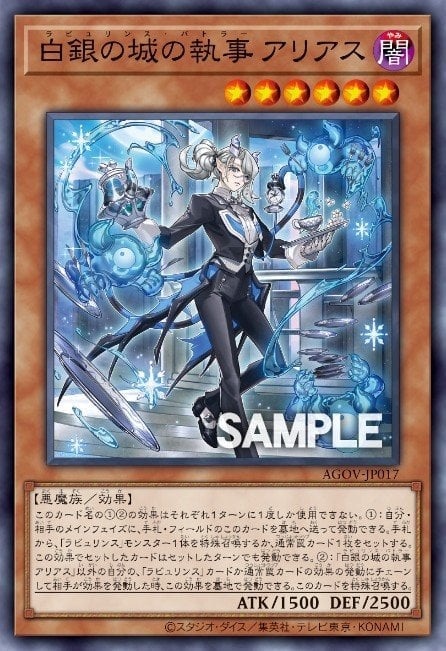 ラビュリンス・バトラー
白銀の城の執事 アリアス
やみ
闇
SAMPLE
AGOV-JP017
【悪魔族/効果】
このカード名の①②の効果はそれぞれ1ターンに1度しか使用できない。①:自分・
相手のメインフェイズに、手札・フィールドのこのカードを墓地へ送って発動できる。手札
から、「ラビュリンス」モンスター1体を特殊召喚するか、通常罠カード1枚をセットする。
この効果でセットしたカードはセットしたターンでも発動できる。②:「白銀の城の執事
アリアス」以外の自分の、「ラビュリンス」カードか通常罠カードの効果の発動にチェーン
して相手が効果を発動した時、この効果を墓地で発動できる。このカードを特殊召喚する。
ATK/1500 DEF/2500
©スタジオ・ダイス/集英社・テレビ東京・KONAMI